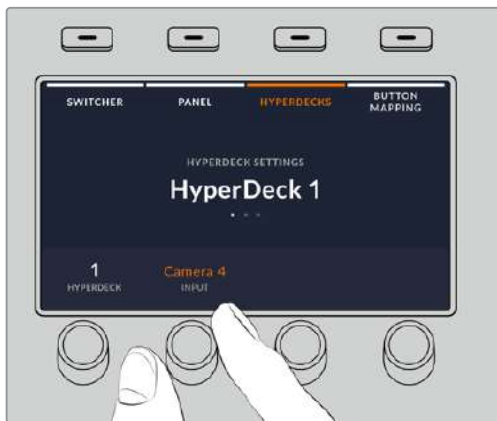 SWITCHER PANEL HYPERDECKS BUTTON MAPPING
HYPERDECK SETTINGS
HyperDeck 1
1 Camera 4
HYPERDECK INPUT